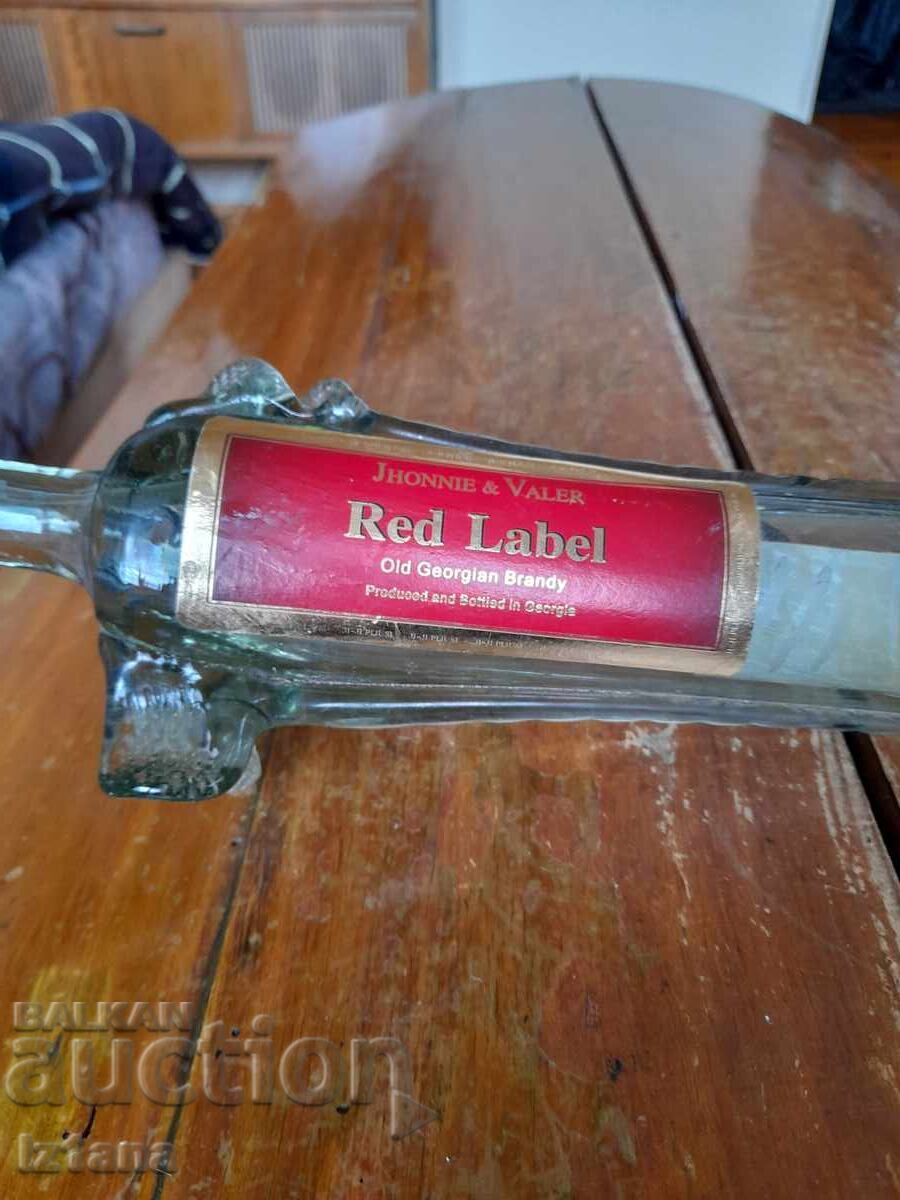 JHONNIE & VALER
Red Label
Old Georgian Brandy
Produced and Bottled in Georgia
BALKAN
auction
Iztana